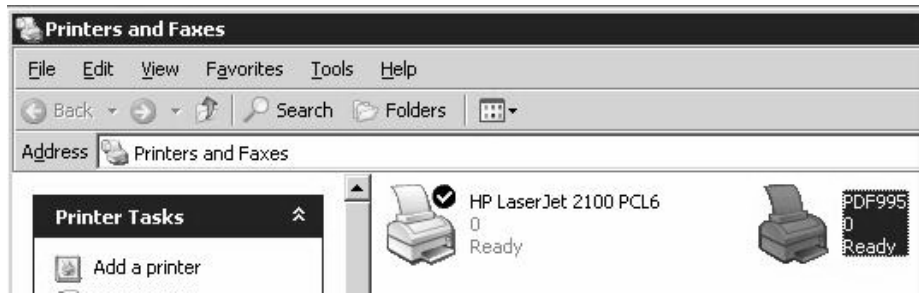 Printers and Faxes
File Edit View Favorites Tools Help
Back Search Folders
Address Printers and Faxes
Printer Tasks
Add a printer
HP LaserJet 2100 PCL6
0
Ready
PDF995
0
Ready